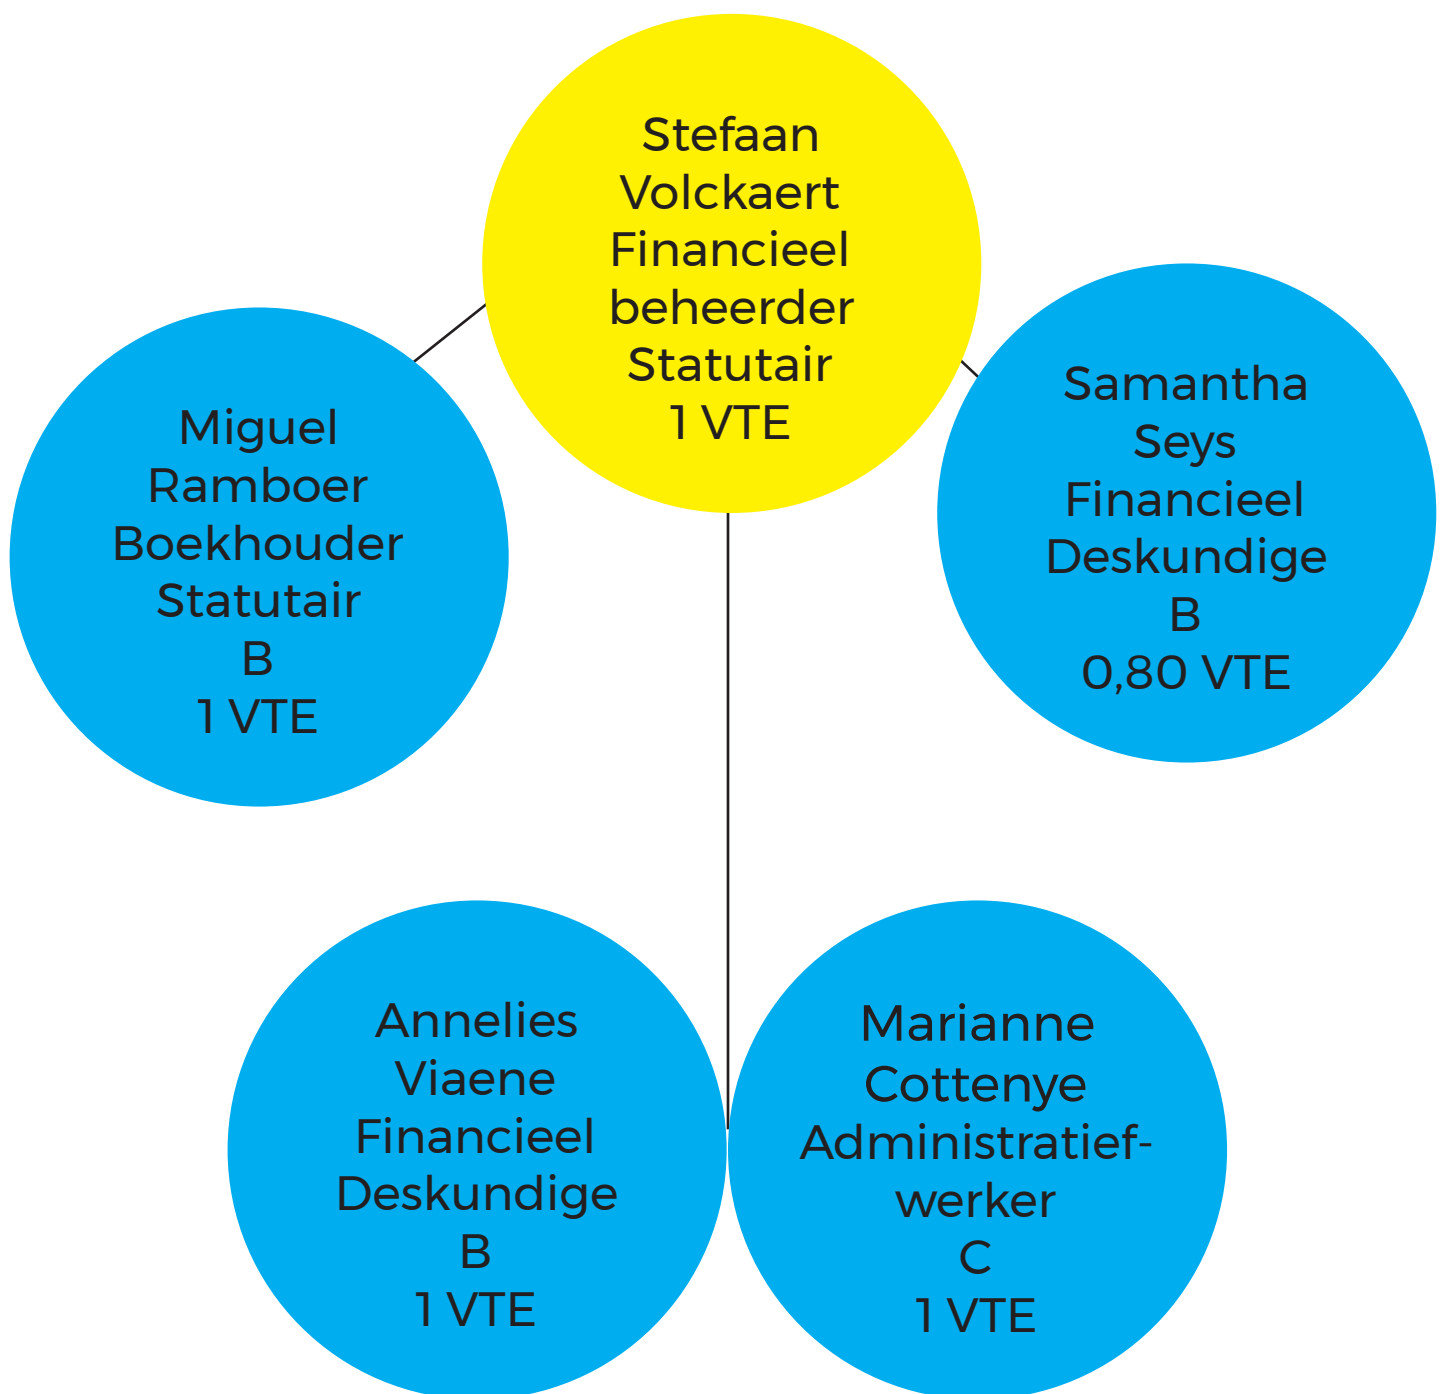 Stefaan
Volckaert
Financieel
beheerder
Statutair
1 VTE
Miguel
Ramboer
Boekhouder
Statutair
B
1 VTE
Samantha
Seys
Financieel
Deskundige
B
0,80 VTE
Annelies
Viaene
Financieel
Deskundige
B
1 VTE
Marianne
Cottenye
Administratief-
werker
C
1 VTE